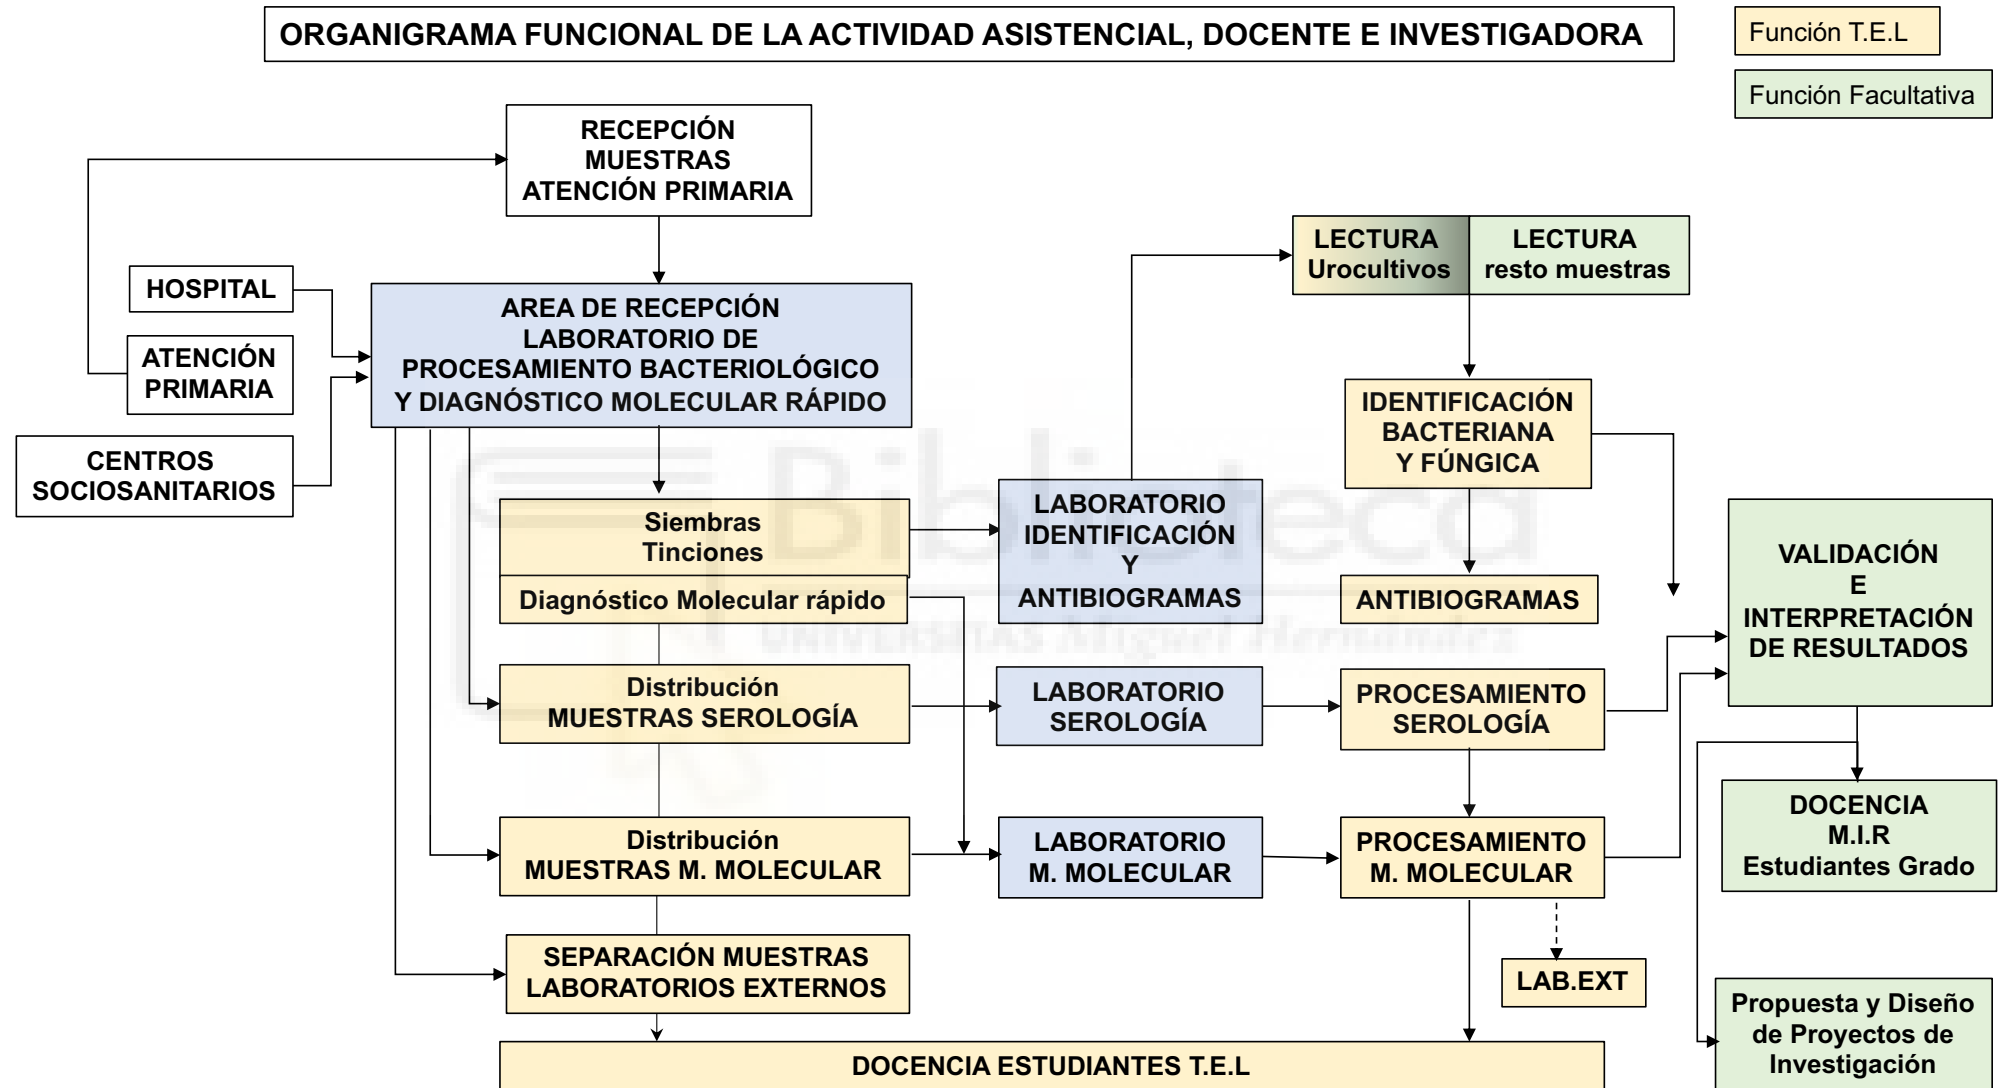 ORGANIGRAMA FUNCIONAL DE LA ACTIVIDAD ASISTENCIAL, DOCENTE E INVESTIGADORA
Función T.E.L
Función Facultativa
RECEPCIÓN
MUESTRAS
ATENCIÓN PRIMARIA
HOSPITAL
ATENCIÓN
PRIMARIA
CENTROS
SOCIOSANITARIOS
AREA DE RECEPCIÓN
LABORATORIO DE
PROCESAMIENTO BACTERIOLÓGICO
Y DIAGNÓSTICO MOLECULAR RÁPIDO
LECTURA
Urocultivos
LECTURA
resto muestras
IDENTIFICACIÓN
BACTERIANA
Y FÚNGICA
Siembras
Tinciones
Diagnóstico Molecular rápido
LABORATORIO
IDENTIFICACIÓN
Y
ANTIBIOGRAMAS
ANTIBIOGRAMAS
VALIDACIÓN
E
INTERPRETACIÓN
DE RESULTADOS
Distribución
MUESTRAS SEROLOGÍA
LABORATORIO
SEROLOGÍA
PROCESAMIENTO
SEROLOGÍA
Distribución
MUESTRAS M. MOLECULAR
LABORATORIO
M. MOLECULAR
PROCESAMIENTO
M. MOLECULAR
DOCENCIA
M.I.R
Estudiantes Grado
SEPARACIÓN MUESTRAS
LABORATORIOS EXTERNOS
LAB.EXT
Propuesta y Diseño
de Proyectos de
Investigación
DOCENCIA ESTUDIANTES T.E.L
Biblioteca
UNIVERSITAS Miguel Hernández